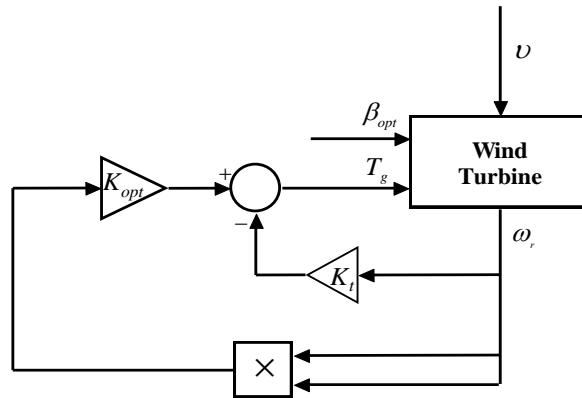 υ
β_opt
Wind
Turbine
K_opt
+
T_g
−
ω_r
K_t
×